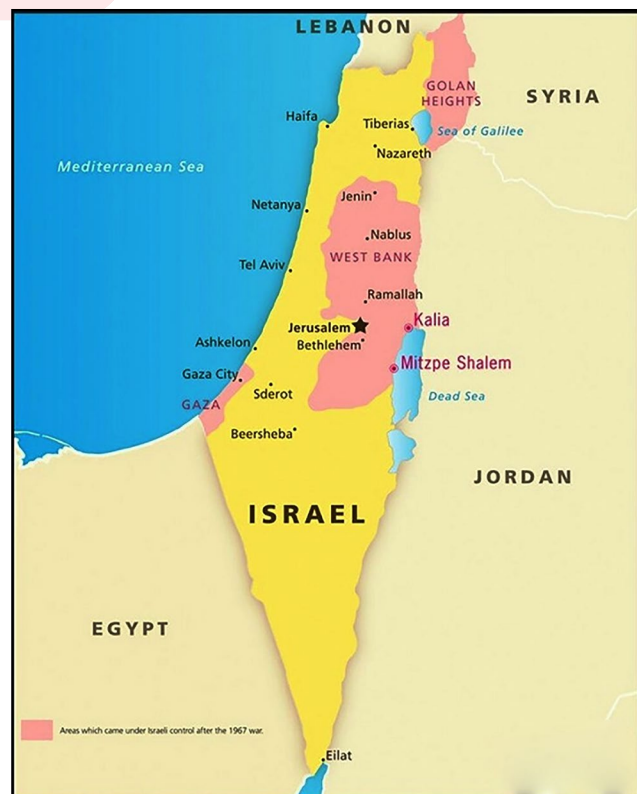 LEBANON
GOLAN
HEIGHTS
SYRIA
Haifa
Tiberias
Sea of Galilee
Nazareth
Mediterranean Sea
Jenin
Netanya
Nablus
WEST BANK
Tel Aviv
Ramallah
Kalia
Jerusalem
Bethlehem
Ashkelon
Mitzpe Shalem
Gaza City
Sderot
Dead Sea
GAZA
Beersheba
JORDAN
ISRAEL
EGYPT
Areas which came under Israeli control after the 1967 war.
Eilat